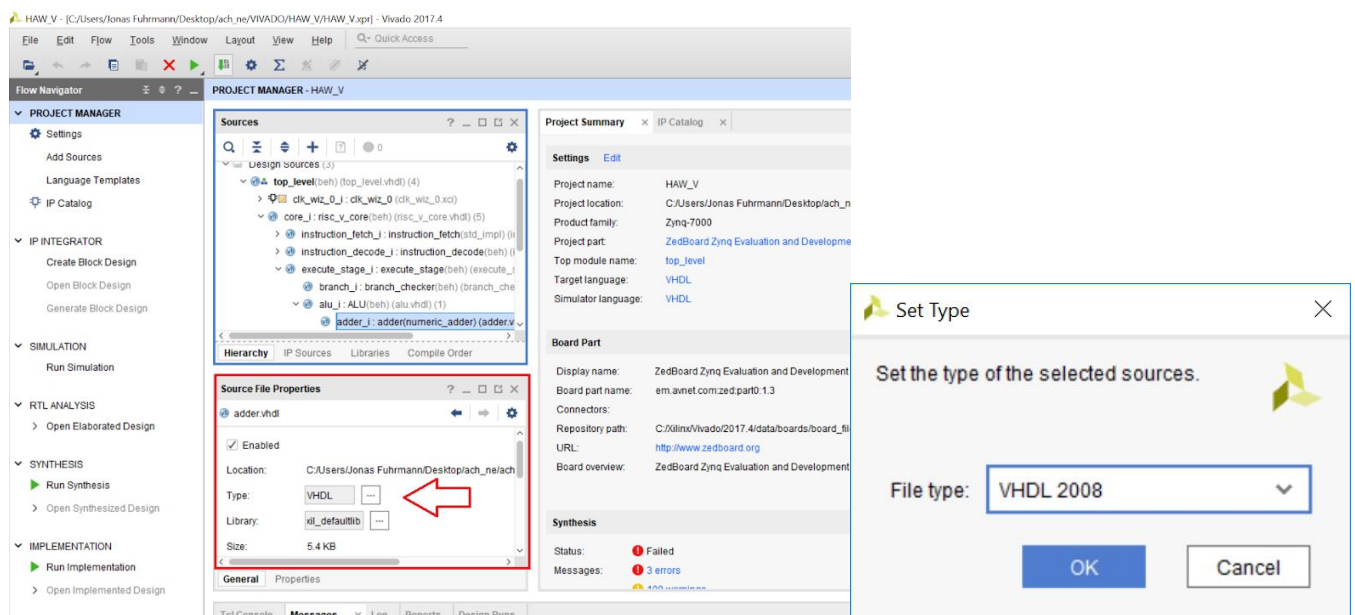 HAW_V - [C:/Users/Jonas Fuhrmann/Desktop/ach_ne/VIVADO/HAW_V/HAW_V.xpr] - Vivado 2017.4
File Edit Flow Tools Window Layout View Help Q- Quick Access
Flow Navigator
PROJECT MANAGER
Settings
Add Sources
Language Templates
IP Catalog
IP INTEGRATOR
Create Block Design
Open Block Design
Generate Block Design
SIMULATION
Run Simulation
RTL ANALYSIS
Open Elaborated Design
SYNTHESIS
Run Synthesis
Open Synthesized Design
IMPLEMENTATION
Run Implementation
Open Implemented Design
PROJECT MANAGER - HAW_V
Sources
0
Design Sources (3)
top_level(beh) (top_level.vhdl) (4)
clk_wiz_0_i : clk_wiz_0 (clk_wiz_0.xci)
core_i : risc_v_core(beh) (risc_v_core.vhdl) (5)
instruction_fetch_i : instruction_fetch(std_impl)
instruction_decode_i : instruction_decode(beh)
execute_stage_i : execute_stage(beh) (execute_s
branch_i : branch_checker(beh) (branch_che
alu_i : ALU(beh) (alu.vhdl) (1)
adder_i : adder(numeric_adder) (adder.v
Hierarchy IP Sources Libraries Compile Order
Source File Properties
adder.vhdl
Enabled
Location: C:/Users/Jonas Fuhrmann/Desktop/ach_ne/ach
Type: VHDL ...
Library: xil_defaultlib ...
Size: 5.4 KB
General Properties
Project Summary IP Catalog
Settings Edit
Project name: HAW_V
Project location: C:/Users/Jonas Fuhrmann/Desktop/ach_n
Product family: Zynq-7000
Project part: ZedBoard Zynq Evaluation and Developme
Top module name: top_level
Target language: VHDL
Simulator language: VHDL
Board Part
Display name: ZedBoard Zynq Evaluation and Development
Board part name: em.avnet.com:zed:part0:1.3
Connectors:
Repository path: C:/Xilinx/Vivado/2017.4/data/boards/board_fil
URL: http://www.zedboard.org
Board overview: ZedBoard Zynq Evaluation and Development
Synthesis
Status: Failed
Messages: 3 errors
100 warnings
Tcl Console Messages Log Reports Design Runs
Set Type
Set the type of the selected sources.
File type: VHDL 2008
OK Cancel